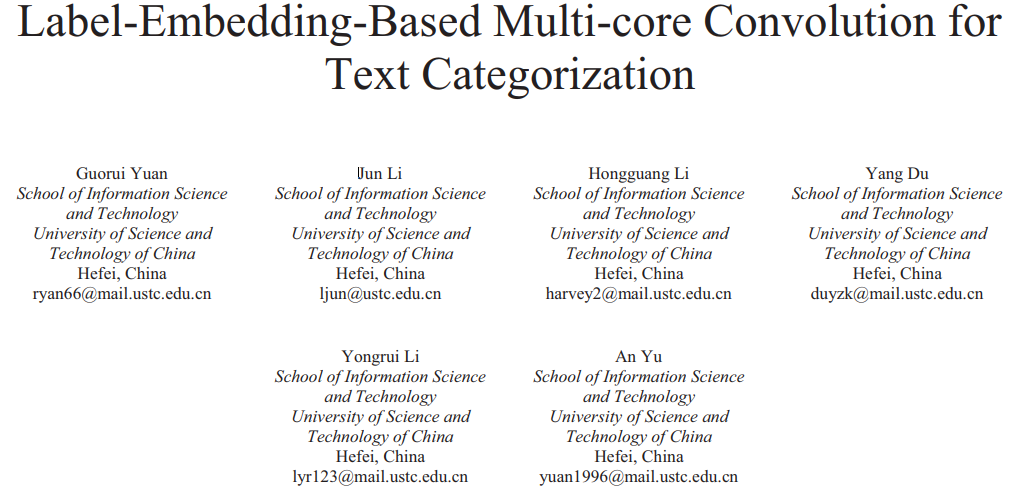 Label-Embedding-Based Multi-core Convolution for
Text Categorization
Guorui Yuan
School of Information Science
and Technology
University of Science and
Technology of China
Hefei, China
ryan66@mail.ustc.edu.cn
Jun Li
School of Information Science
and Technology
University of Science and
Technology of China
Hefei, China
ljun@ustc.edu.cn
Hongguang Li
School of Information Science
and Technology
University of Science and
Technology of China
Hefei, China
harvey2@mail.ustc.edu.cn
Yang Du
School of Information Science
and Technology
University of Science and
Technology of China
Hefei, China
duyzk@mail.ustc.edu.cn
Yongrui Li
School of Information Science
and Technology
University of Science and
Technology of China
Hefei, China
lyr123@mail.ustc.edu.cn
An Yu
School of Information Science
and Technology
University of Science and
Technology of China
Hefei, China
yuan1996@mail.ustc.edu.cn